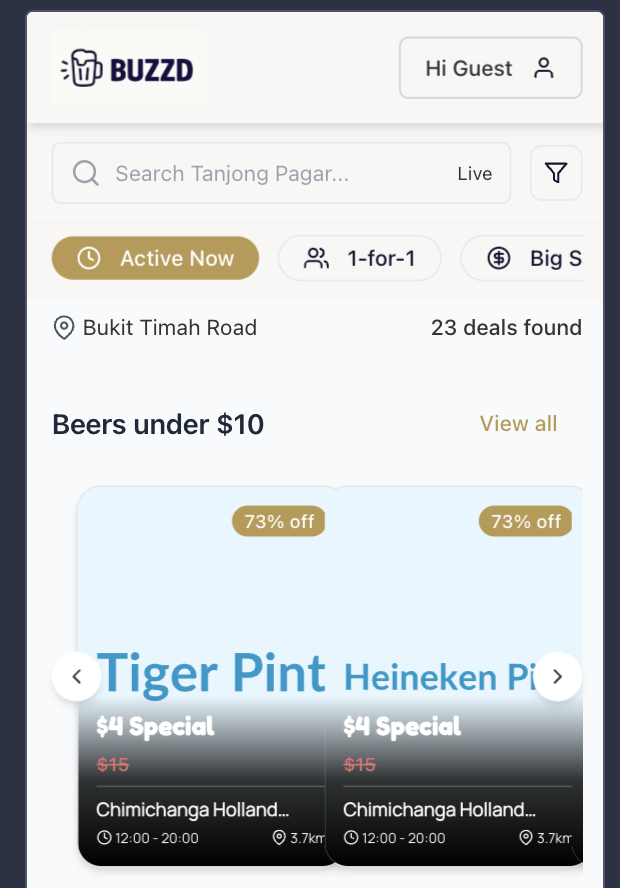 BUZZD
Hi Guest
Search Tanjong Pagar...
Live
Active Now
1-for-1
Big S
Bukit Timah Road
23 deals found
Beers under $10
View all
73% off
Tiger Pint
$4 Special
$15
Chimichanga Holland...
12:00 - 20:00
3.7km
73% off
Heineken Pi
$4 Special
$15
Chimichanga Holland...
12:00 - 20:00
3.7km